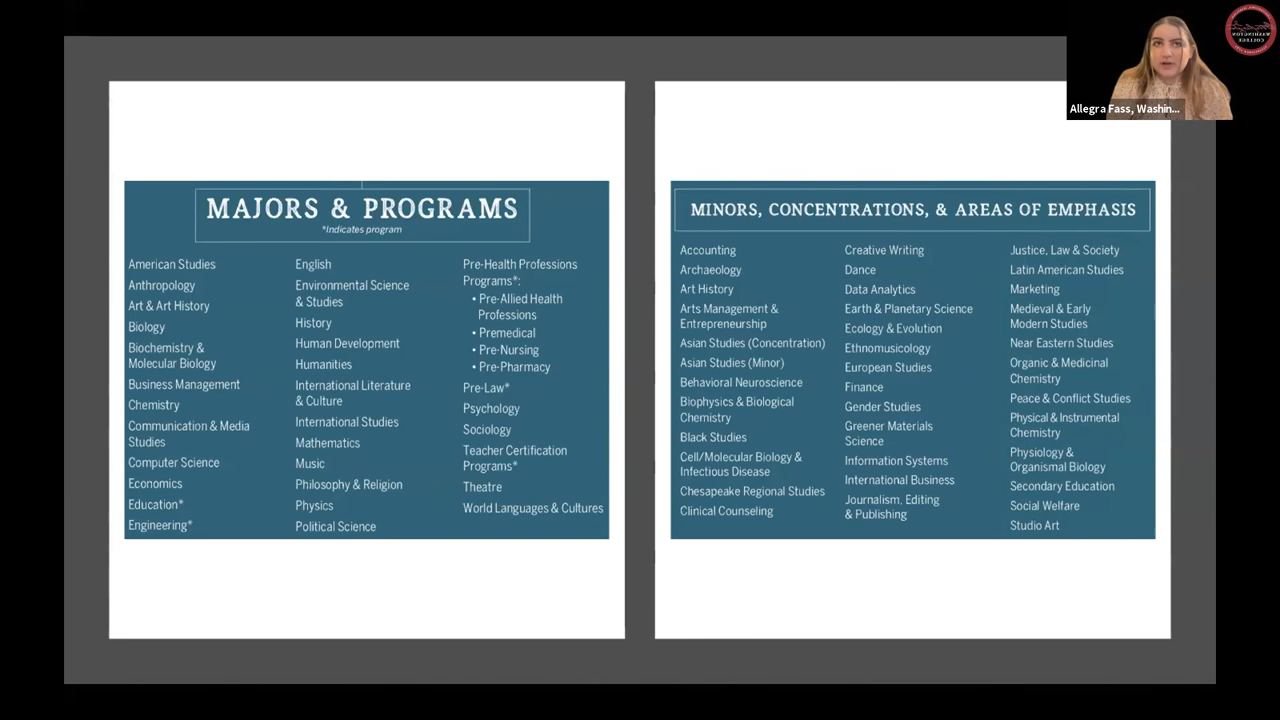 MAJORS & PROGRAMS
*Indicates program
American Studies
Anthropology
Art & Art History
Biology
Biochemistry &
Molecular Biology
Business Management
Chemistry
Communication & Media
Studies
Computer Science
Economics
Education*
Engineering*
English
Environmental Science
& Studies
History
Human Development
Humanities
International Literature
& Culture
International Studies
Mathematics
Music
Philosophy & Religion
Physics
Political Science
Pre-Health Professions
Programs*:
• Pre-Allied Health
Professions
• Premedical
• Pre-Nursing
• Pre-Pharmacy
Pre-Law*
Psychology
Sociology
Teacher Certification
Programs*
Theatre
World Languages & Cultures
MINORS, CONCENTRATIONS, & AREAS OF EMPHASIS
Accounting
Archaeology
Art History
Arts Management &
Entrepreneurship
Asian Studies (Concentration)
Asian Studies (Minor)
Behavioral Neuroscience
Biophysics & Biological
Chemistry
Black Studies
Cell/Molecular Biology &
Infectious Disease
Chesapeake Regional Studies
Clinical Counseling
Creative Writing
Dance
Data Analytics
Earth & Planetary Science
Ecology & Evolution
Ethnomusicology
European Studies
Finance
Gender Studies
Greener Materials
Science
Information Systems
International Business
Journalism, Editing
& Publishing
Justice, Law & Society
Latin American Studies
Marketing
Medieval & Early
Modern Studies
Near Eastern Studies
Organic & Medicinal
Chemistry
Peace & Conflict Studies
Physical & Instrumental
Chemistry
Physiology &
Organismal Biology
Secondary Education
Social Welfare
Studio Art
Allegra Fass, Washin...
WASHINGTON
COLLEGE